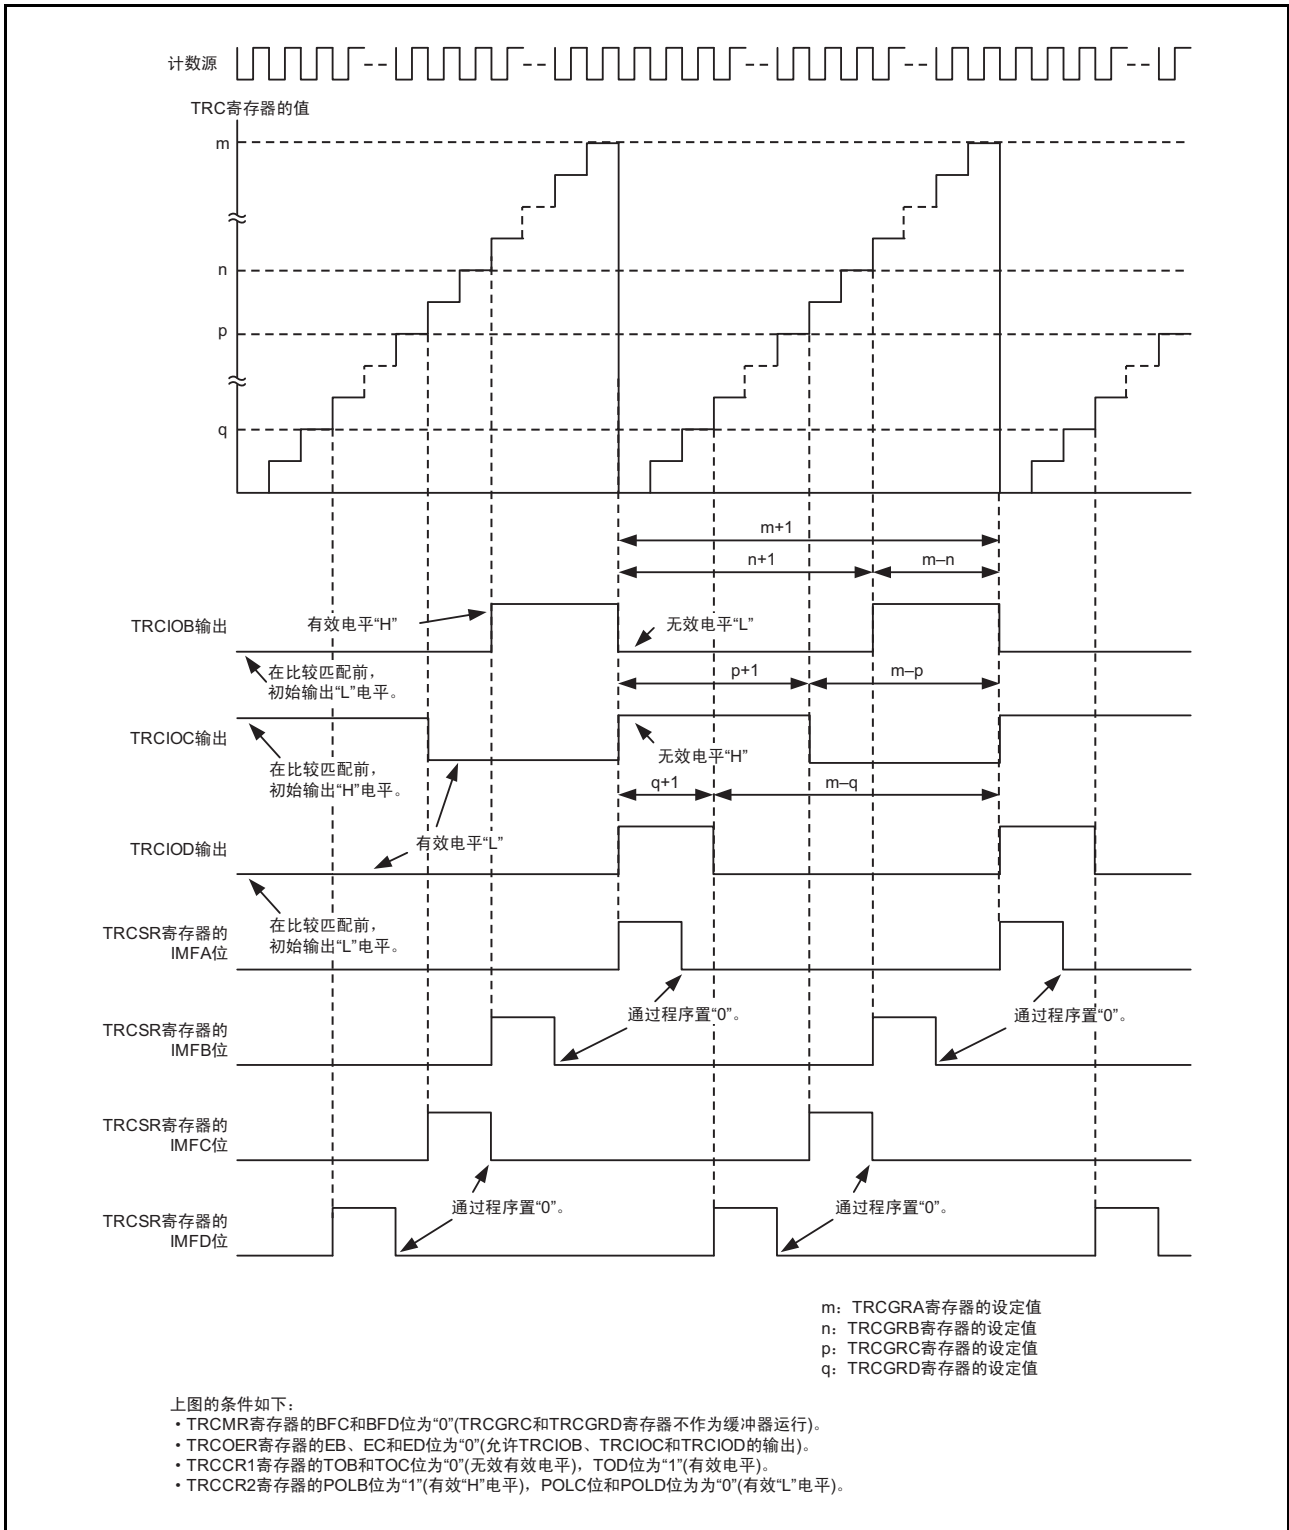 计数源
TRC寄存器的值
m
n
p
q
m+1
n+1
m–n
TRCIOB输出
有效电平“H”
无效电平“L”
在比较匹配前，
初始输出“L”电平。
p+1
m–p
TRCIOC输出
无效电平“H”
在比较匹配前，
初始输出“H”电平。
q+1
m–q
有效电平“L”
TRCIOD输出
在比较匹配前，
初始输出“L”电平。
TRCSR寄存器的
IMFA位
通过程序置“0”。
通过程序置“0”。
TRCSR寄存器的
IMFB位
TRCSR寄存器的
IMFC位
通过程序置“0”。
通过程序置“0”。
TRCSR寄存器的
IMFD位
m：TRCGRA寄存器的设定值
n：TRCGRB寄存器的设定值
p：TRCGRC寄存器的设定值
q：TRCGRD寄存器的设定值
上图的条件如下：
・TRCMR寄存器的BFC和BFD位为“0”(TRCGRC和TRCGRD寄存器不作为缓冲器运行)。
・TRCOER寄存器的EB、EC和ED位为“0”(允许TRCIOB、TRCIOC和TRCIOD的输出)。
・TRCCR1寄存器的TOB和TOC位为“0”(无效有效电平)，TOD位为“1”(有效电平)。
・TRCCR2寄存器的POLB位为“1”(有效“H”电平)，POLC位和POLD位为为“0”(有效“L”电平)。